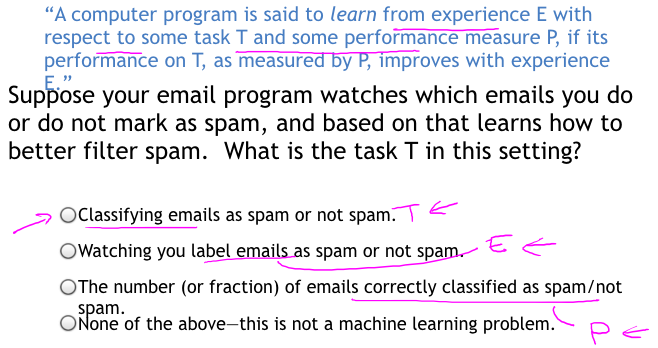 “A computer program is said to learn from experience E with
respect to some task T and some performance measure P, if its
performance on T, as measured by P, improves with experience
E.”
Suppose your email program watches which emails you do
or do not mark as spam, and based on that learns how to
better filter spam.  What is the task T in this setting?
Classifying emails as spam or not spam. T ←
Watching you label emails as spam or not spam. E ←
The number (or fraction) of emails correctly classified as spam/not
spam.
None of the above—this is not a machine learning problem. P ←